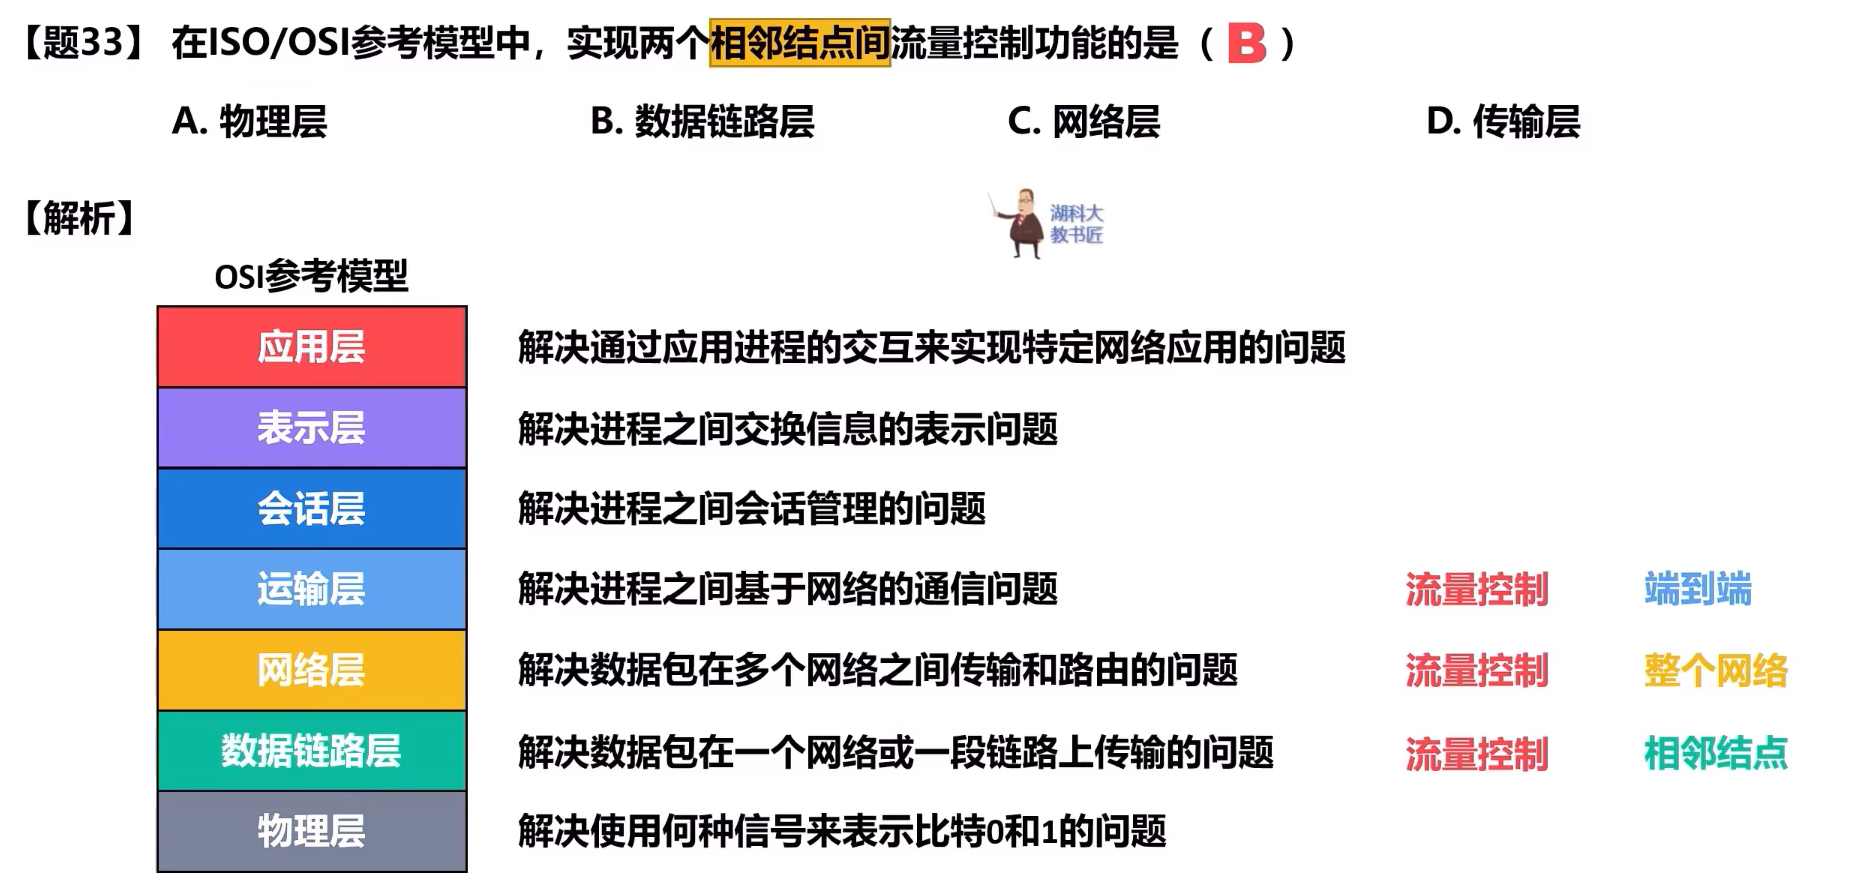 【题33】 在ISO/OSI参考模型中，实现两个相邻结点间流量控制功能的是（ B ）
A. 物理层 B. 数据链路层 C. 网络层 D. 传输层
【解析】
湖科大
教书匠
OSI参考模型
应用层 解决通过应用进程的交互来实现特定网络应用的问题
表示层 解决进程之间交换信息的表示问题
会话层 解决进程之间会话管理的问题
运输层 解决进程之间基于网络的通信问题 流量控制 端到端
网络层 解决数据包在多个网络之间传输和路由的问题 流量控制 整个网络
数据链路层 解决数据包在一个网络或一段链路上传输的问题 流量控制 相邻结点
物理层 解决使用何种信号来表示比特0和1的问题